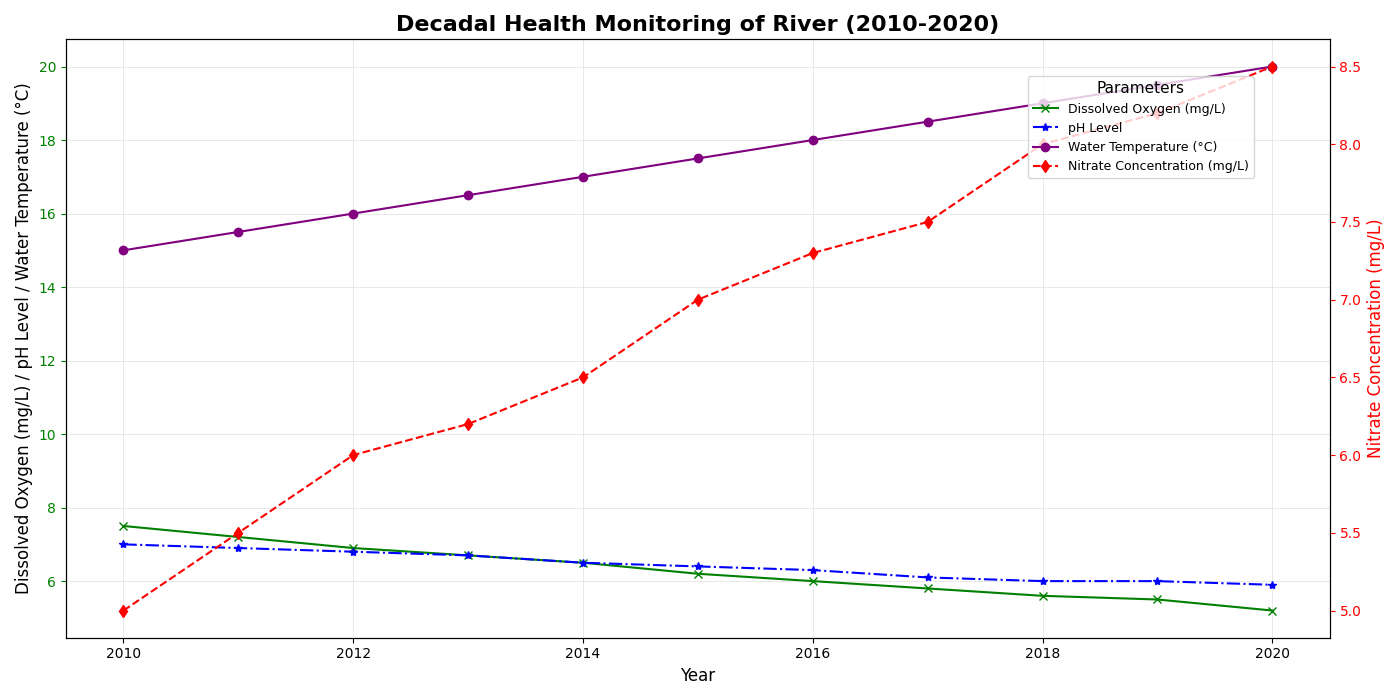 Decadal Health Monitoring of River (2010-2020)
Dissolved Oxygen (mg/L) / pH Level / Water Temperature (°C)
20
18
16
14
12
10
8
6
Parameters
Dissolved Oxygen (mg/L)
pH Level
Water Temperature (°C)
Nitrate Concentration (mg/L)
8.5
8.0
7.5
7.0
6.5
6.0
5.5
5.0
Nitrate Concentration (mg/L)
2010 2012 2014 2016 2018 2020
Year